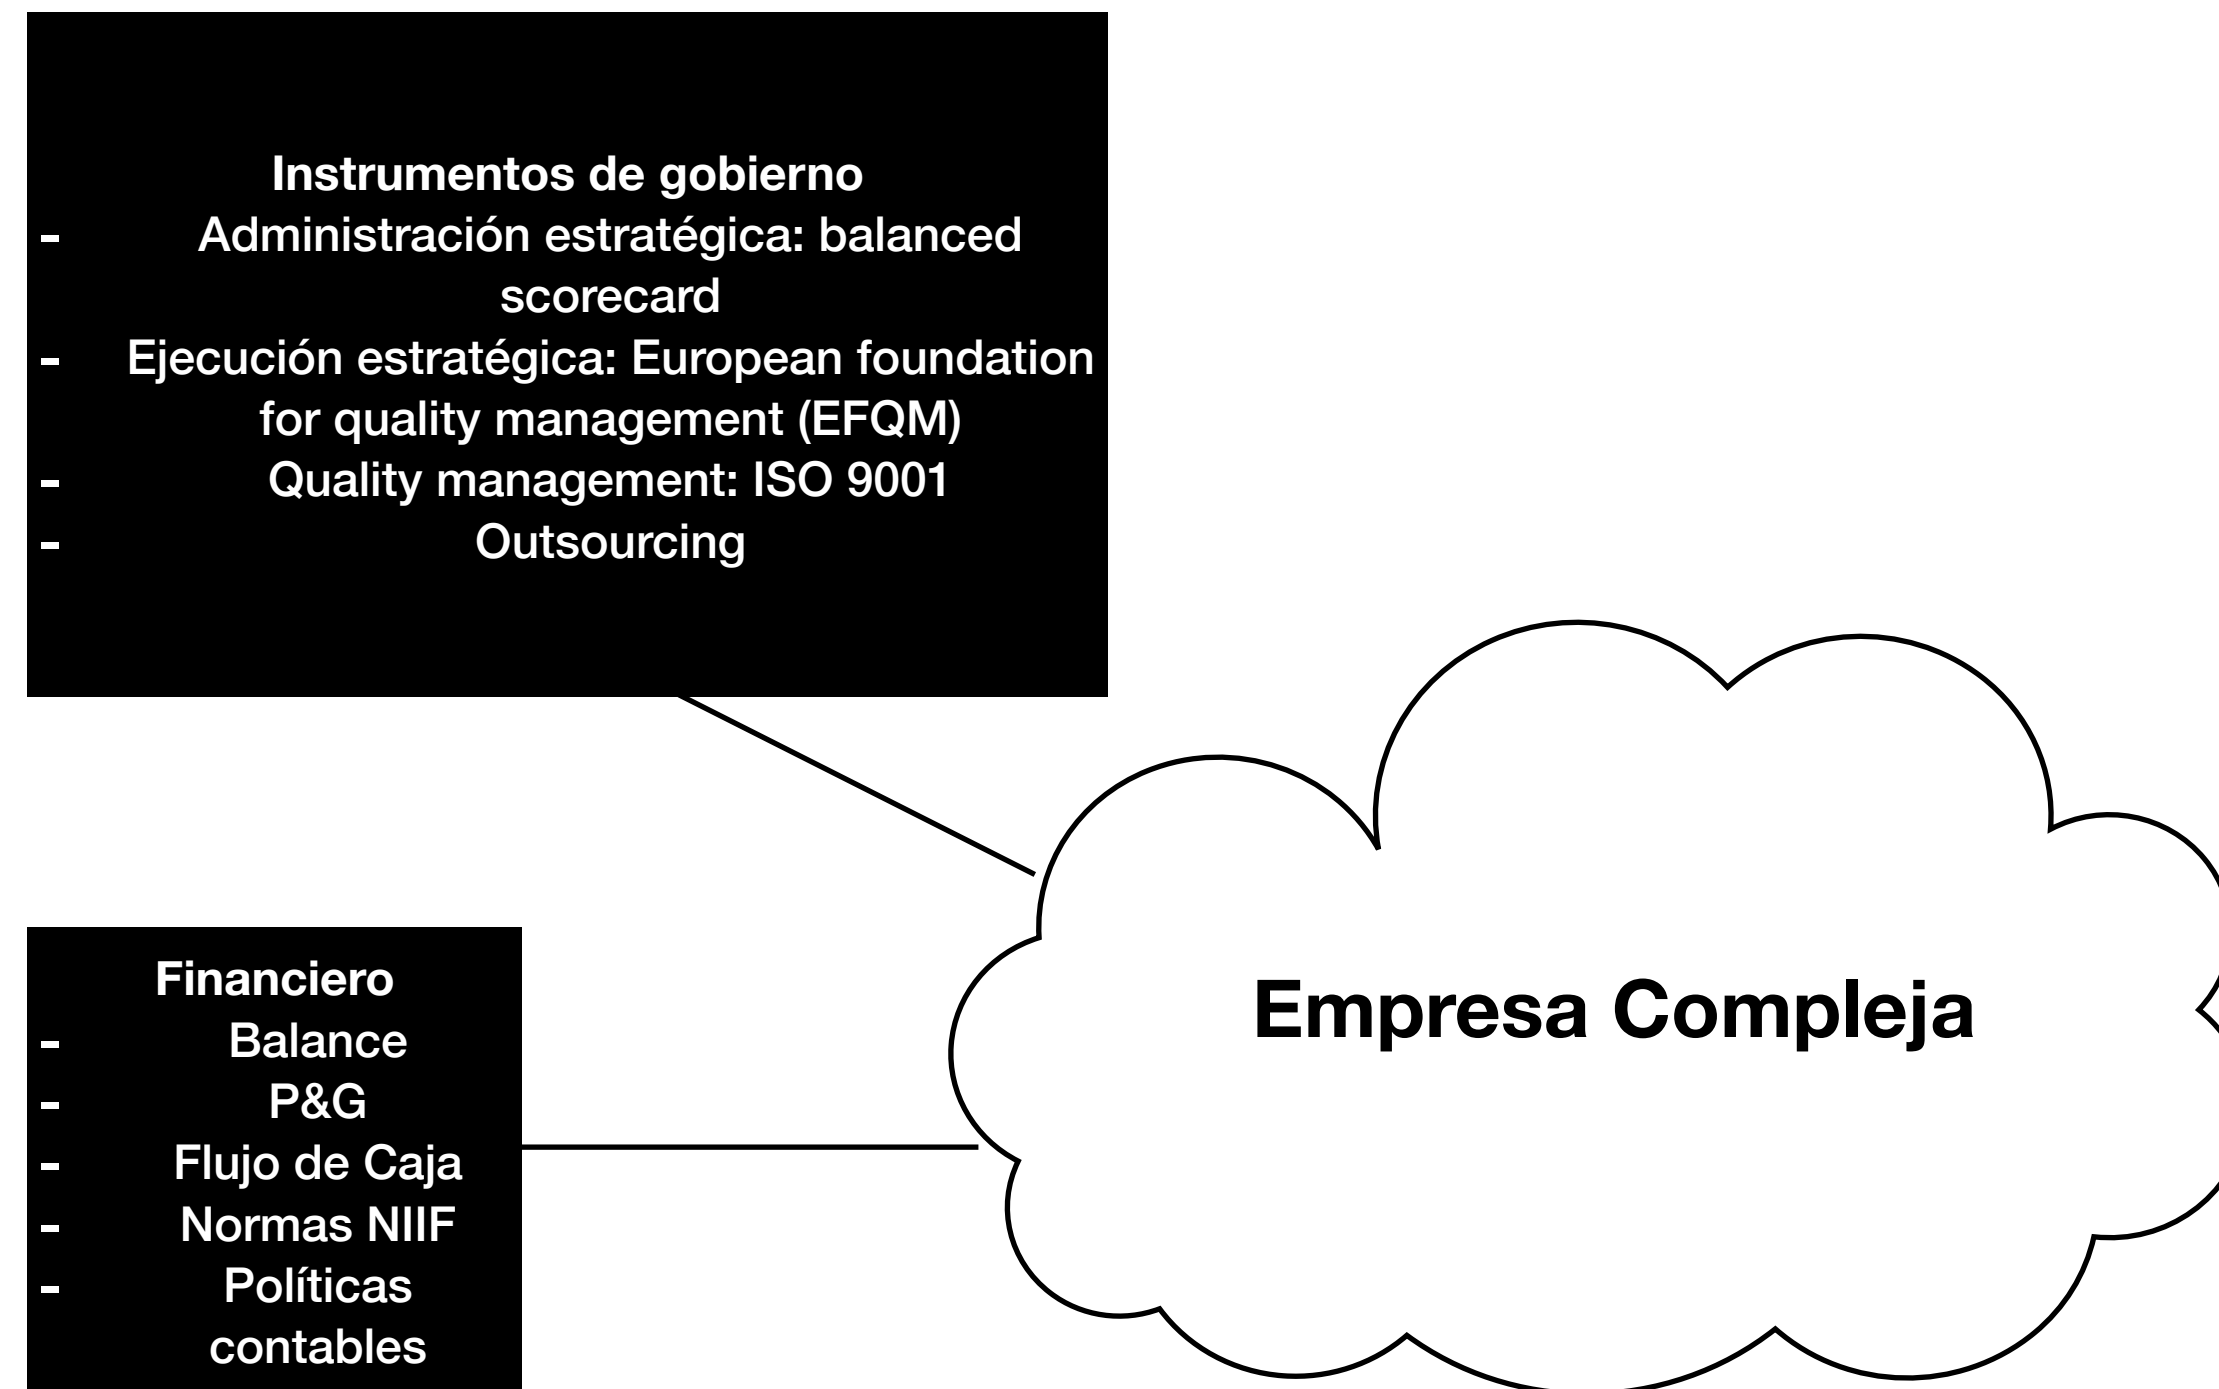 Instrumentos de gobierno
- Administración estratégica: balanced
scorecard
- Ejecución estratégica: European foundation
for quality management (EFQM)
- Quality management: ISO 9001
- Outsourcing
Financiero
- Balance
- P&G
- Flujo de Caja
- Normas NIIF
- Políticas
contables
Empresa Compleja